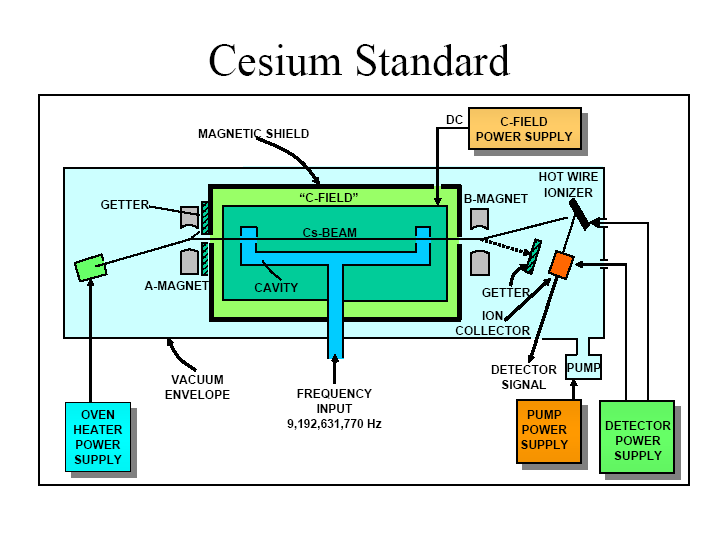 Cesium Standard
DC
C-FIELD
POWER SUPPLY
MAGNETIC SHIELD
HOT WIRE
IONIZER
GETTER
"C-FIELD"
B-MAGNET
Cs-BEAM
A-MAGNET
CAVITY
GETTER
ION
COLLECTOR
VACUUM
ENVELOPE
FREQUENCY
INPUT
9,192,631,770 Hz
DETECTOR
SIGNAL
PUMP
OVEN
HEATER
POWER
SUPPLY
PUMP
POWER
SUPPLY
DETECTOR
POWER
SUPPLY